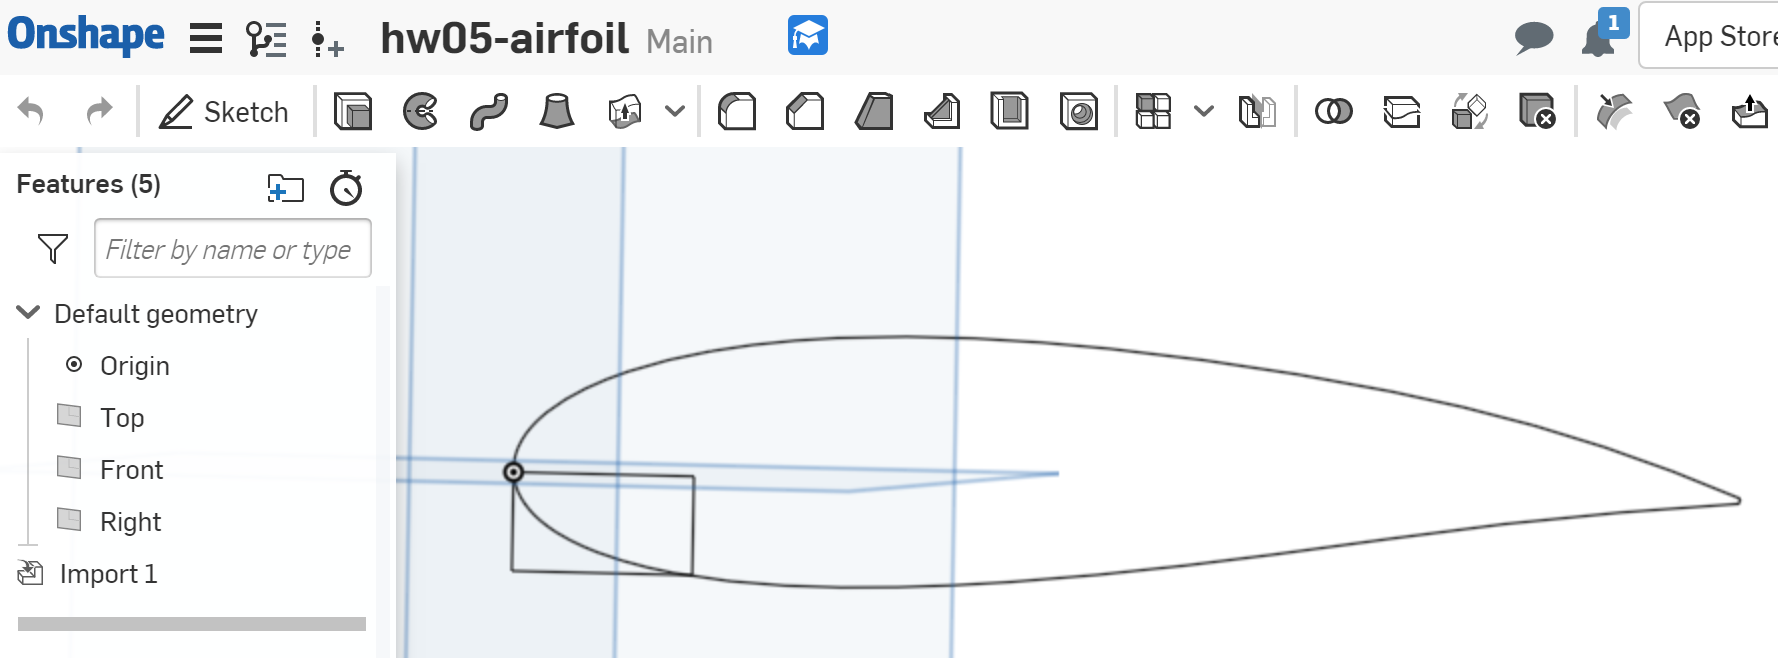 Onshape hw05-airfoil Main 1 App Store
Sketch
Features (5)
Filter by name or type
Default geometry
Origin
Top
Front
Right
Import 1